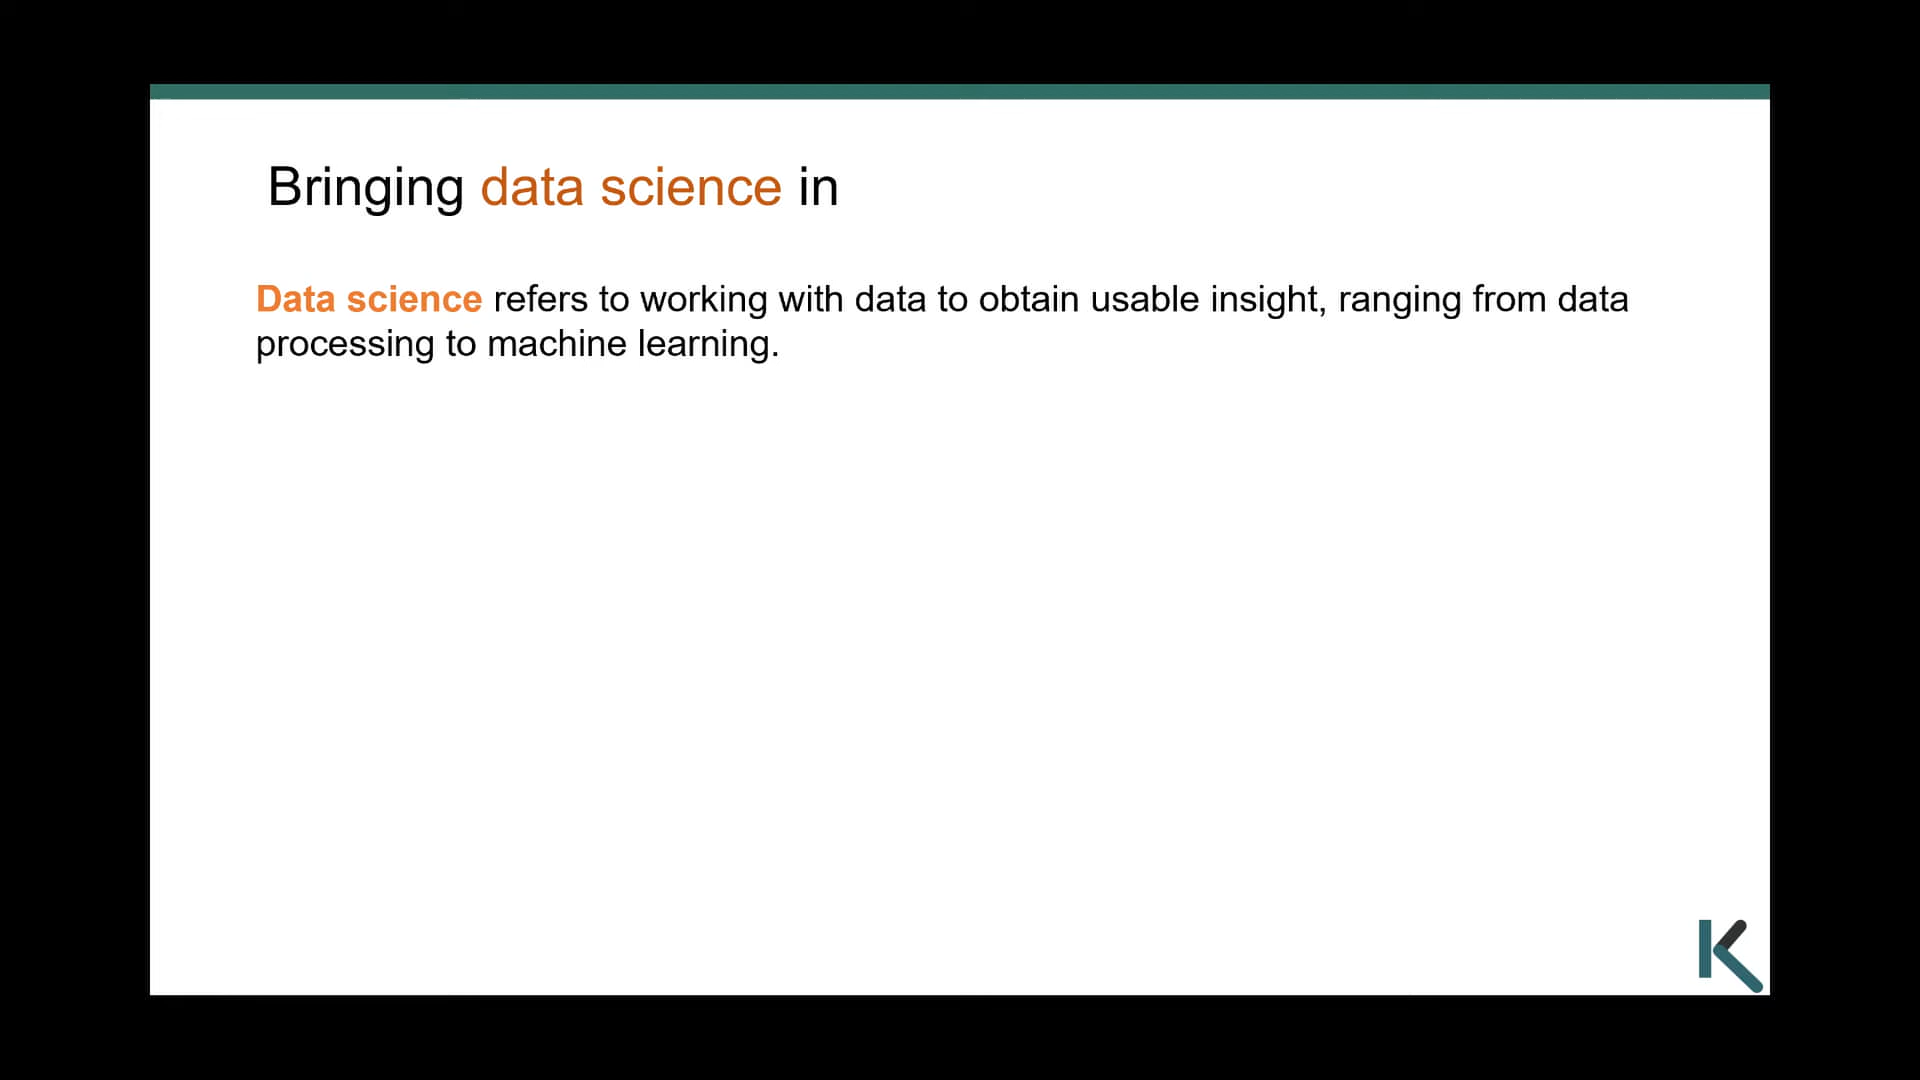 Bringing data science in
Data science refers to working with data to obtain usable insight, ranging from data
processing to machine learning.
K